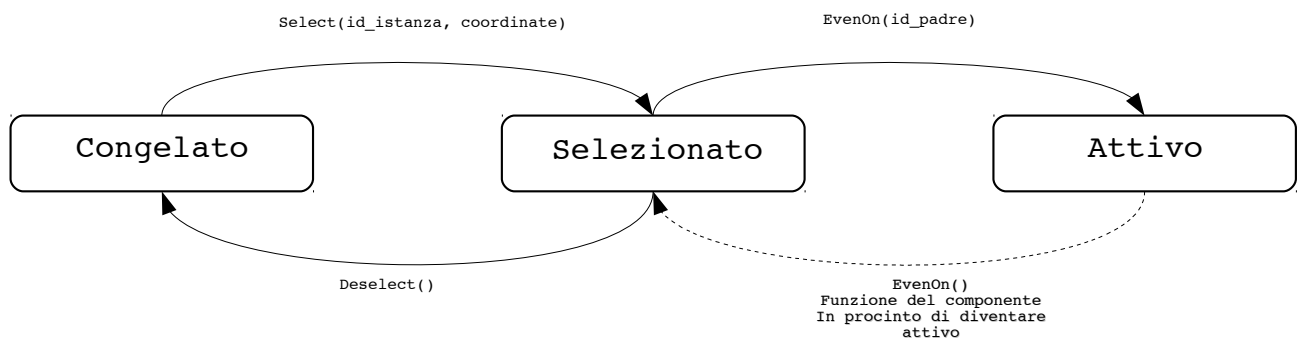 Select(id_istanza, coordinate)
EvenOn(id_padre)
Congelato
Selezionato
Attivo
Deselect()
EvenOn()
Funzione del componente
In procinto di diventare
attivo